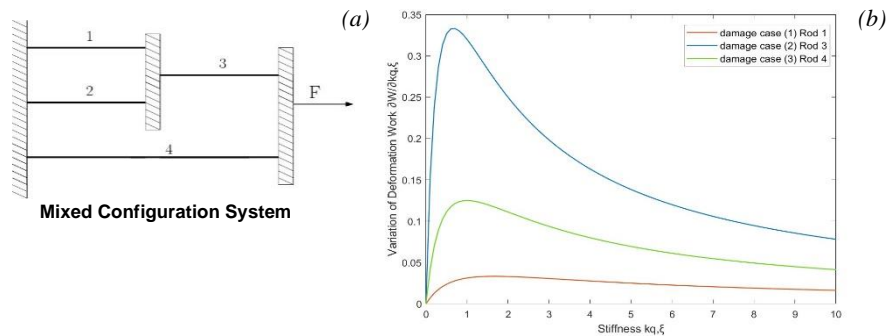 (a)
1
2
3
4
F
Mixed Configuration System
(b)
0.35
0.3
0.25
0.2
0.15
0.1
0.05
0
Variation of Deformation Work ∂W/∂kq,ξ
damage case (1) Rod 1
damage case (2) Rod 3
damage case (3) Rod 4
0 1 2 3 4 5 6 7 8 9 10
Stiffness kq,ξ